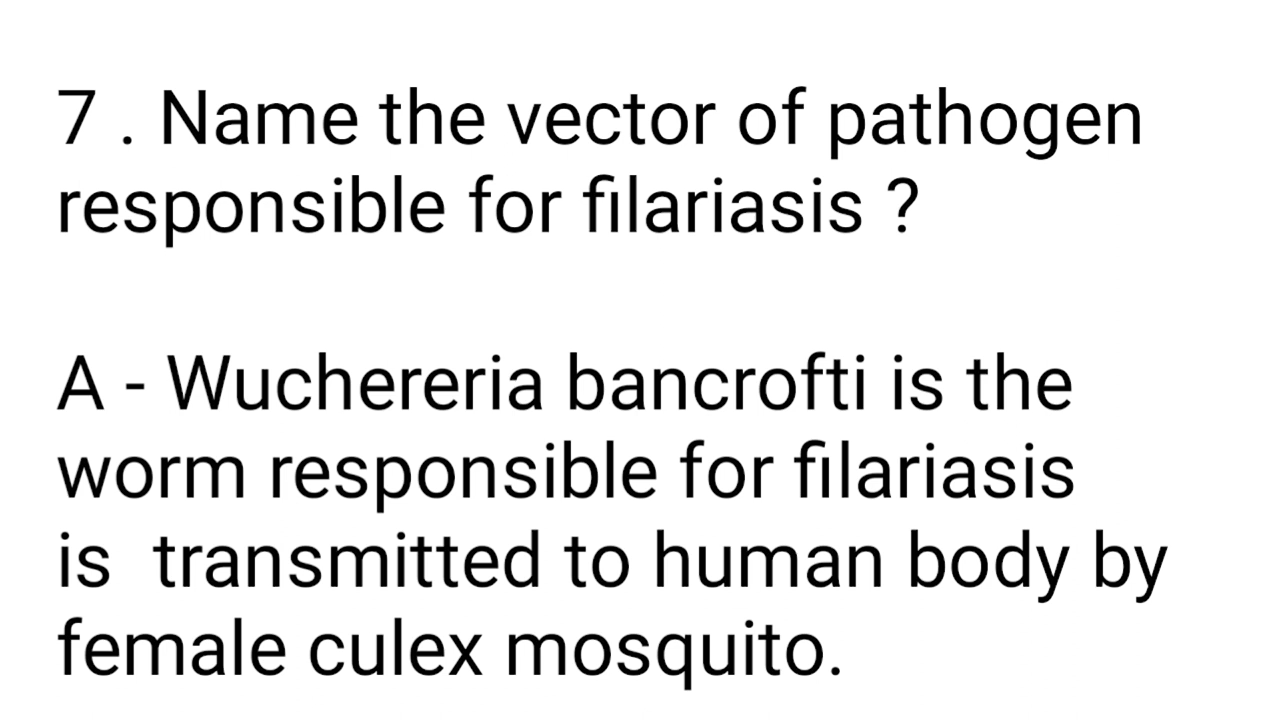 7 . Name the vector of pathogen
responsible for filariasis ?
A - Wuchereria bancrofti is the
worm responsible for filariasis
is  transmitted to human body by
female culex mosquito.